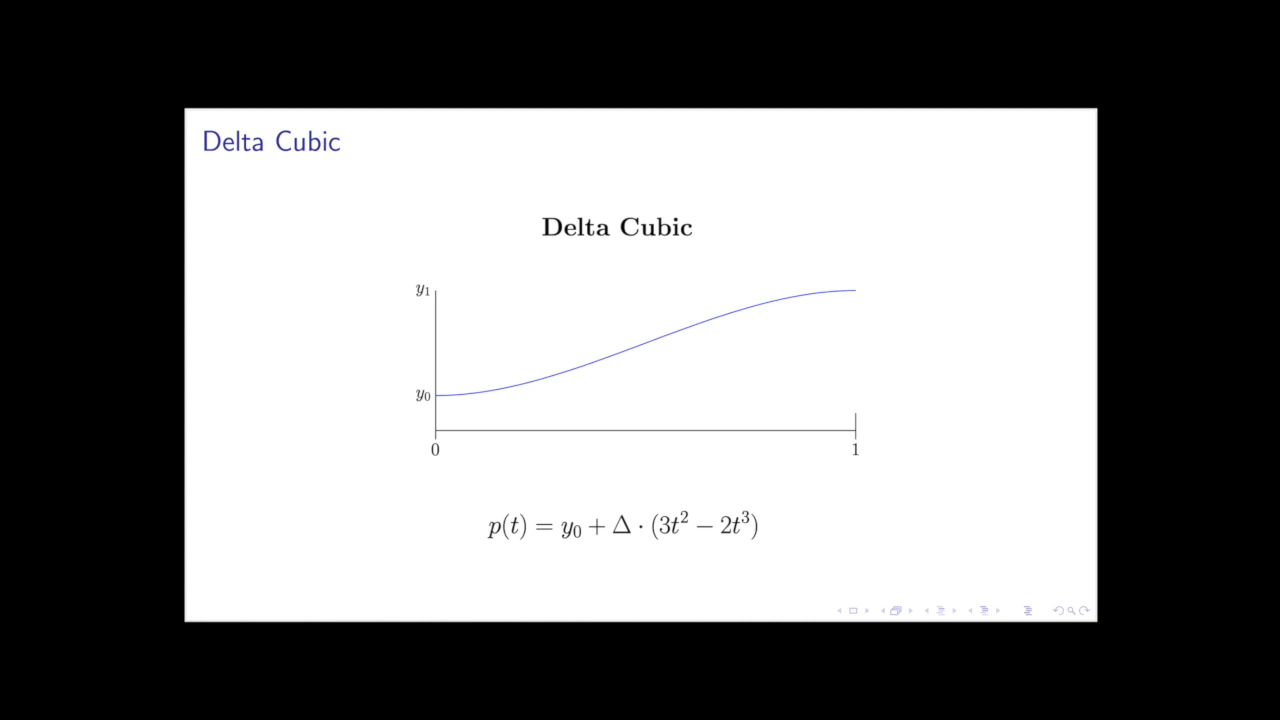 Delta Cubic
Delta Cubic
y₁
y₀
0 1
p(t) = y₀ + Δ · (3t² − 2t³)